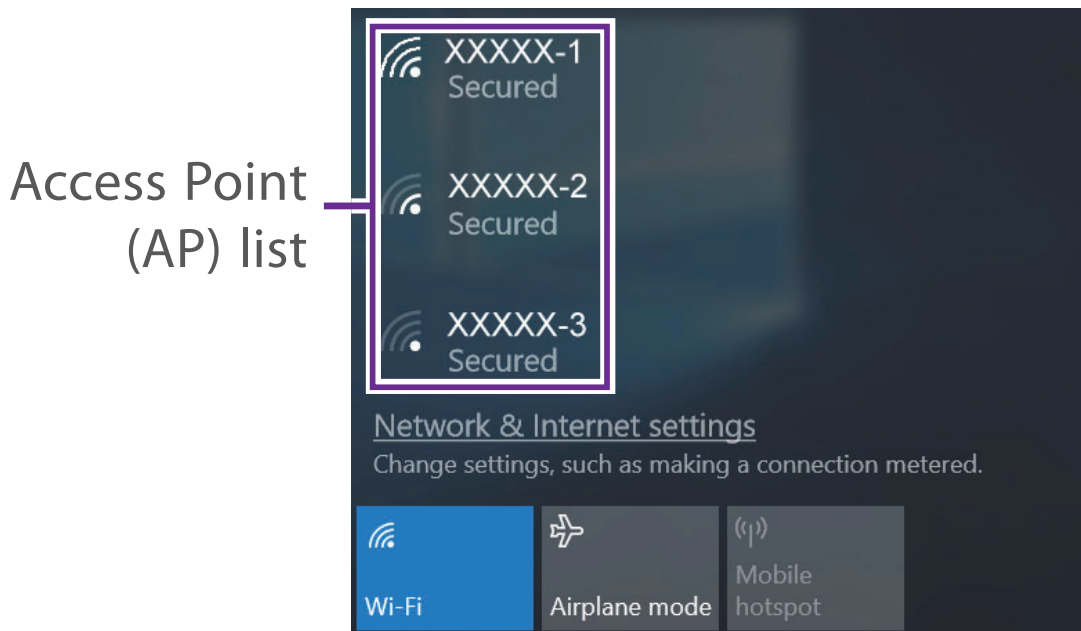 Access Point
(AP) list
XXXXX-1
Secured
XXXXX-2
Secured
XXXXX-3
Secured
Network & Internet settings
Change settings, such as making a connection metered.
Wi-Fi
Airplane mode
Mobile
hotspot